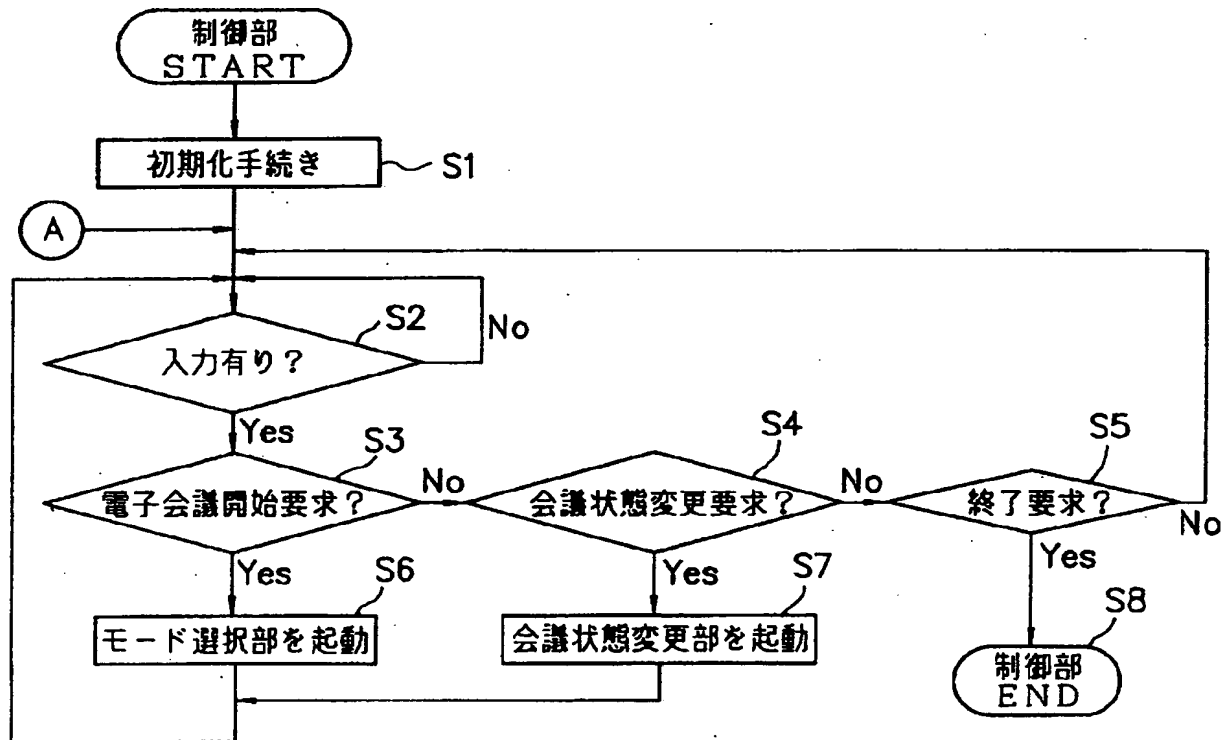 制御部
START
初期化手続き
S1
A
S2
No
入力有り?
Yes
S3
S4
S5
電子会議開始要求?
No
会議状態変更要求?
No
終了要求?
No
Yes
S6
Yes
S7
Yes
S8
モード選択部を起動
会議状態変更部を起動
制御部
END